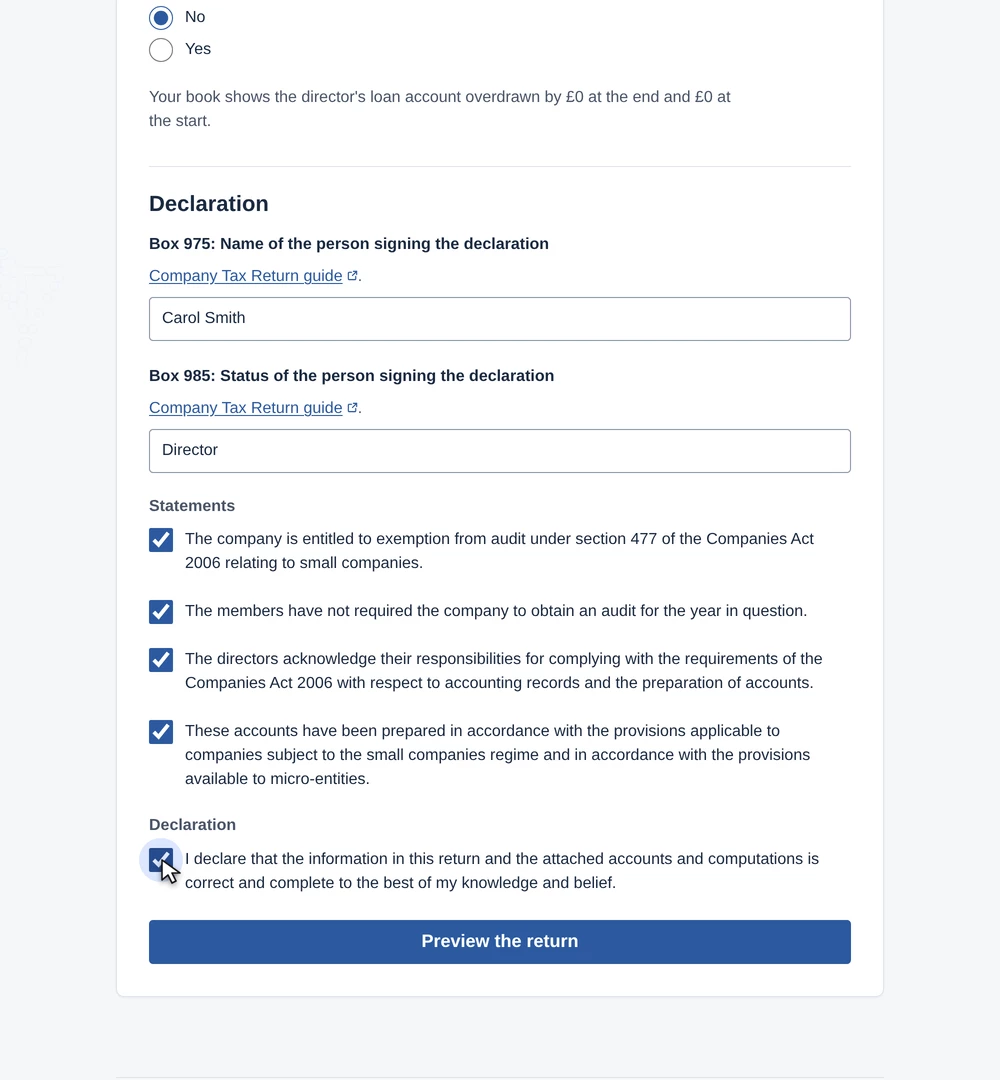 No
Yes
Your book shows the director's loan account overdrawn by £0 at the end and £0 at
the start.
Declaration
Box 975: Name of the person signing the declaration
Company Tax Return guide.
Carol Smith
Box 985: Status of the person signing the declaration
Company Tax Return guide.
Director
Statements
The company is entitled to exemption from audit under section 477 of the Companies Act
2006 relating to small companies.
The members have not required the company to obtain an audit for the year in question.
The directors acknowledge their responsibilities for complying with the requirements of the
Companies Act 2006 with respect to accounting records and the preparation of accounts.
These accounts have been prepared in accordance with the provisions applicable to
companies subject to the small companies regime and in accordance with the provisions
available to micro-entities.
Declaration
I declare that the information in this return and the attached accounts and computations is
correct and complete to the best of my knowledge and belief.
Preview the return